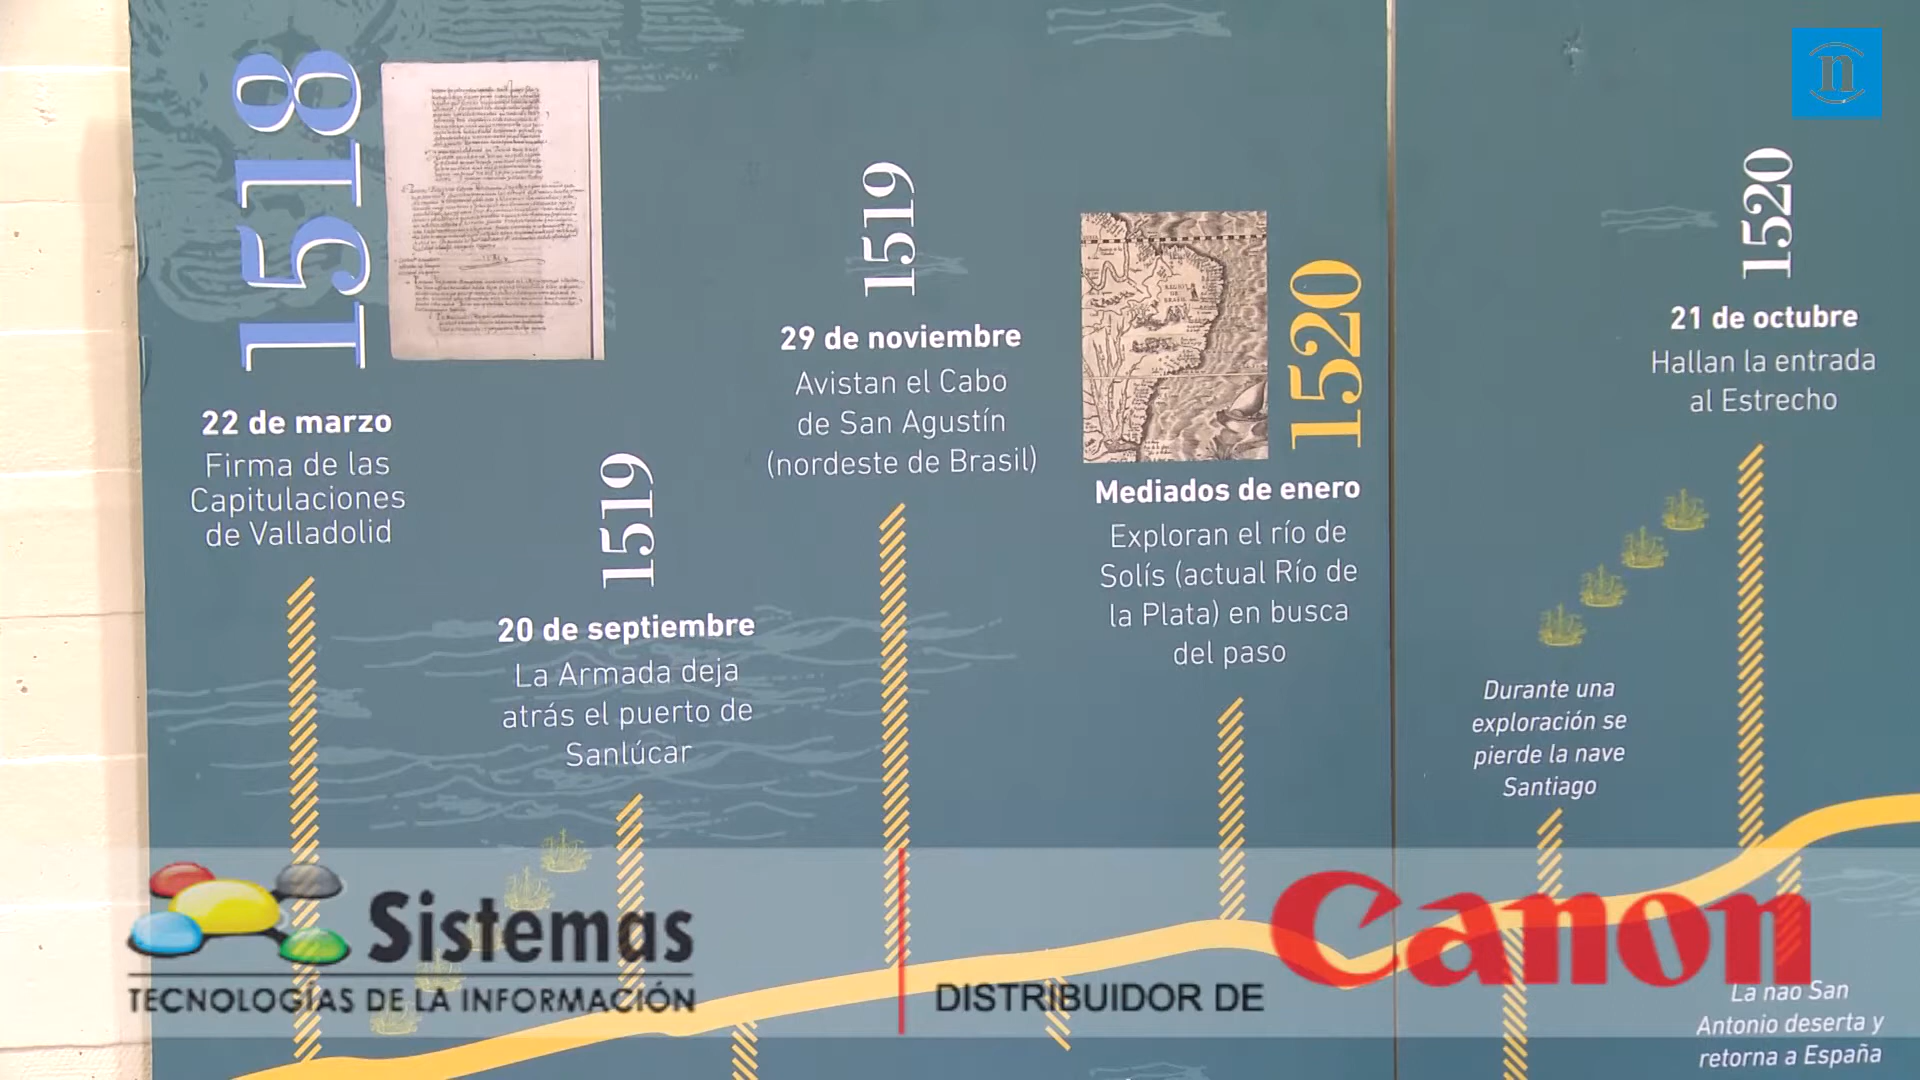 1518
22 de marzo
Firma de las
Capitulaciones
de Valladolid
1519
20 de septiembre
La Armada deja
atrás el puerto de
Sanlúcar
1519
29 de noviembre
Avistan el Cabo
de San Agustín
(nordeste de Brasil)
1520
Mediados de enero
Exploran el río de
Solís (actual Río de
la Plata) en busca
del paso
Durante una
exploración se
pierde la nave
Santiago
1520
21 de octubre
Hallan la entrada
al Estrecho
La nao San
Antonio deserta y
retorna a España
n
Sistemas
TECNOLOGÍAS DE LA INFORMACIÓN
DISTRIBUIDOR DE
Canon